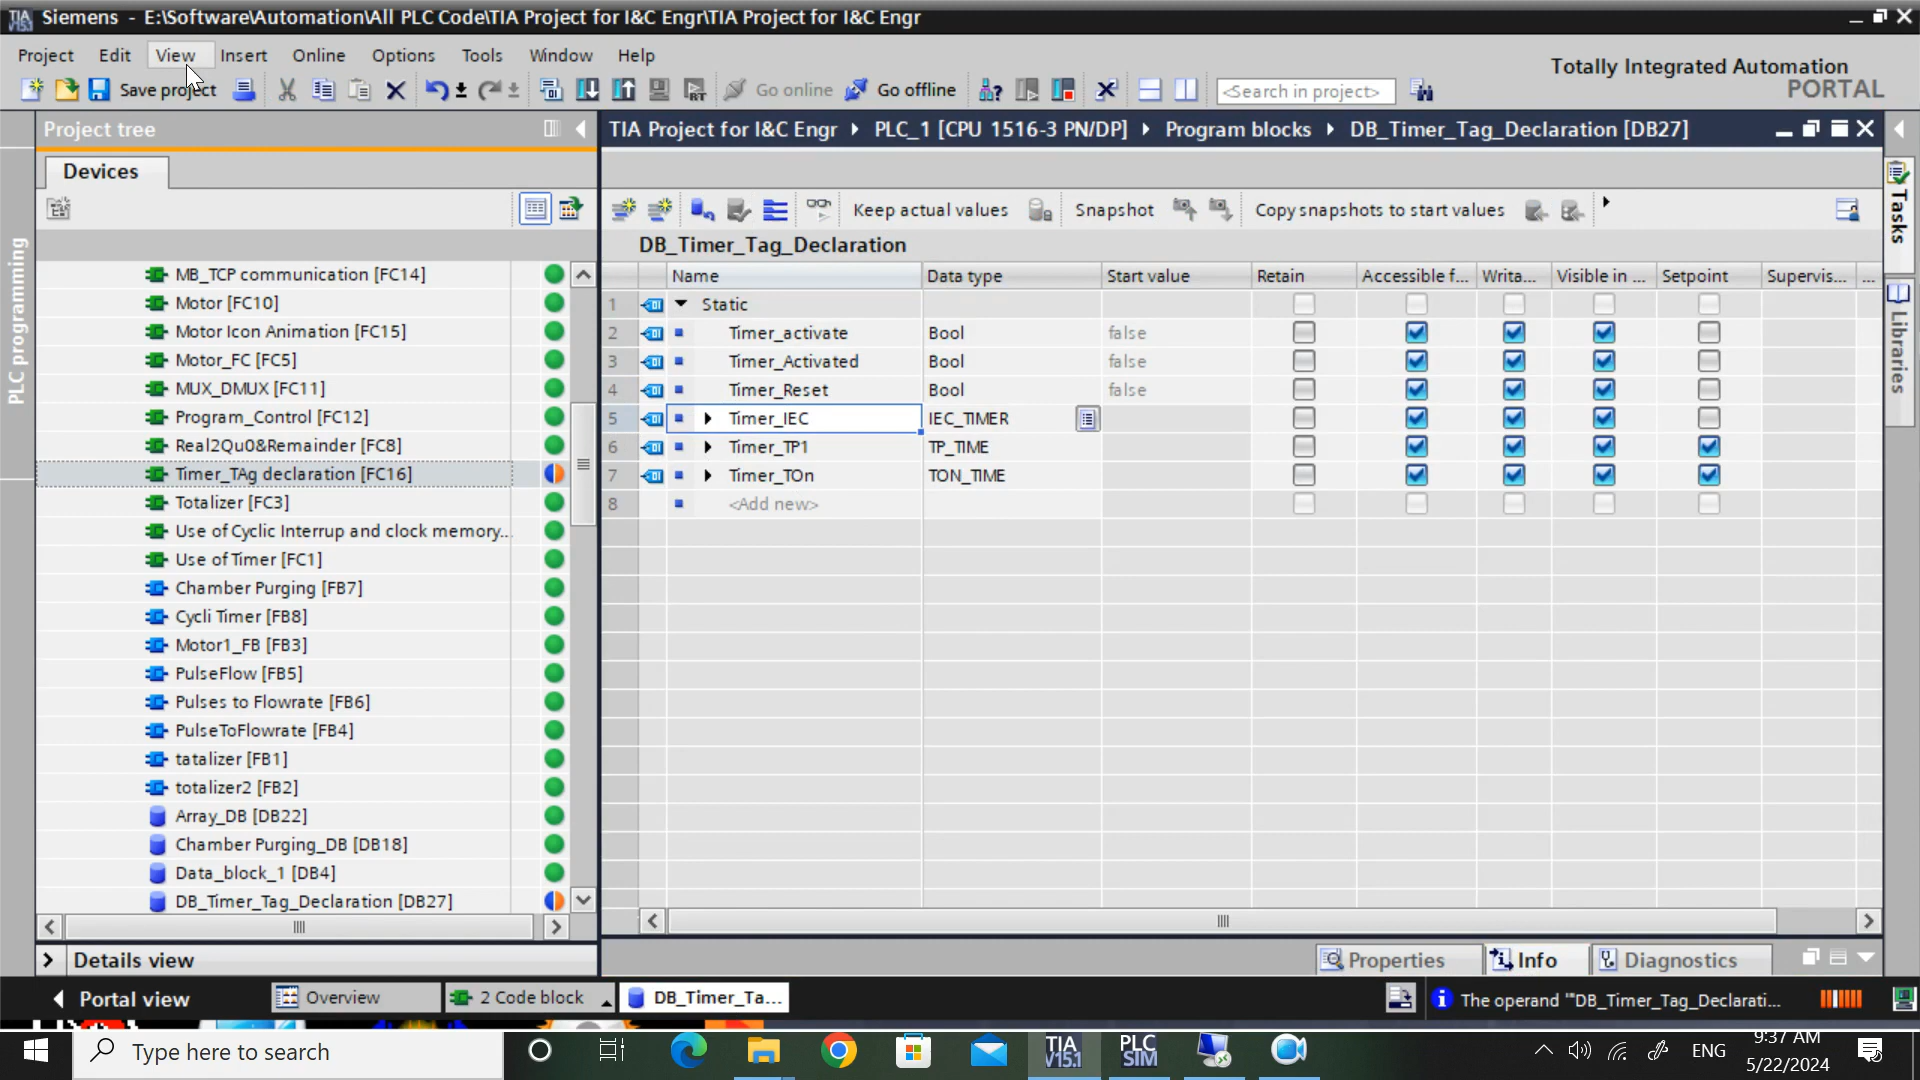 TIA V15.1 Siemens - E:\Software\Automation\All PLC Code\TIA Project for I&C Engr\TIA Project for I&C Engr
Project Edit View Insert Online Options Tools Window Help
Totally Integrated Automation
PORTAL
Save project Go online Go offline <Search in project>
Project tree
TIA Project for I&C Engr PLC_1 [CPU 1516-3 PN/DP] Program blocks DB_Timer_Tag_Declaration [DB27]
Devices
Keep actual values Snapshot Copy snapshots to start values
DB_Timer_Tag_Declaration
Name Data type Start value Retain Accessible f... Writa... Visible in ... Setpoint Supervis... ...
1 Static
2 Timer_activate Bool false
3 Timer_Activated Bool false
4 Timer_Reset Bool false
5 Timer_IEC IEC_TIMER
6 Timer_TP1 TP_TIME
7 Timer_TOn TON_TIME
8 <Add new>
MB_TCP communication [FC14]
Motor [FC10]
Motor Icon Animation [FC15]
Motor_FC [FC5]
MUX_DMUX [FC11]
Program_Control [FC12]
Real2Qu0&Remainder [FC8]
Timer_TAg declaration [FC16]
Totalizer [FC3]
Use of Cyclic Interrup and clock memory...
Use of Timer [FC1]
Chamber Purging [FB7]
Cycli Timer [FB8]
Motor1_FB [FB3]
PulseFlow [FB5]
Pulses to Flowrate [FB6]
PulseToFlowrate [FB4]
tatalizer [FB1]
totalizer2 [FB2]
Array_DB [DB22]
Chamber Purging_DB [DB18]
Data_block_1 [DB4]
DB_Timer_Tag_Declaration [DB27]
PLC programming
Tasks
Libraries
Details view
Properties Info Diagnostics
Portal view Overview 2 Code block DB_Timer_Ta... The operand '"DB_Timer_Tag_Declarati...
Type here to search
TIA V15.1
PLC SIM
ENG
9:37 AM
5/22/2024